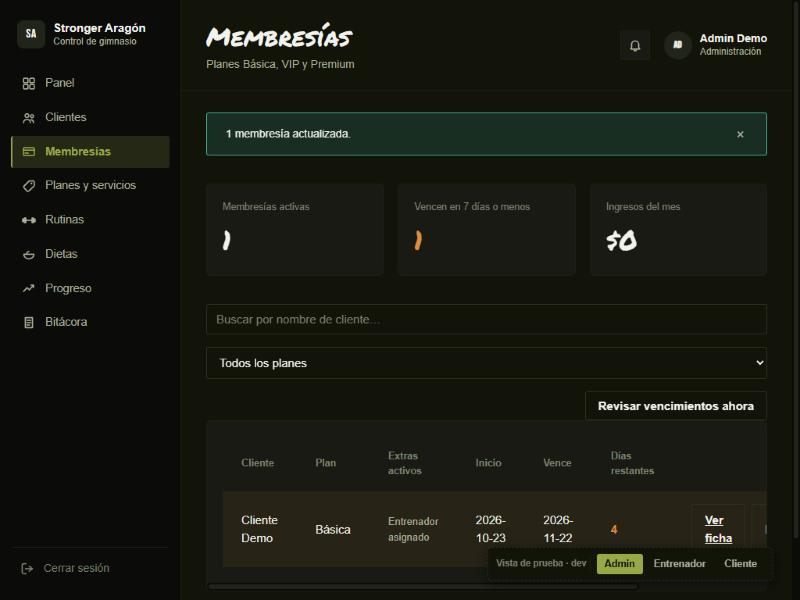 SA
Stronger Aragón
Control de gimnasio
Panel
Clientes
Membresías
Planes y servicios
Rutinas
Dietas
Progreso
Bitácora
Cerrar sesión
Membresías
Planes Básica, VIP y Premium
AD
Admin Demo
Administración
1 membresía actualizada.
×
Membresías activas
1
Vencen en 7 días o menos
1
Ingresos del mes
$0
Buscar por nombre de cliente…
Todos los planes
Revisar vencimientos ahora
Cliente
Plan
Extras
activos
Inicio
Vence
Días
restantes
Cliente
Demo
Básica
Entrenador
asignado
2026-
10-23
2026-
11-22
4
Ver
ficha
Vista de prueba · dev
Admin
Entrenador
Cliente